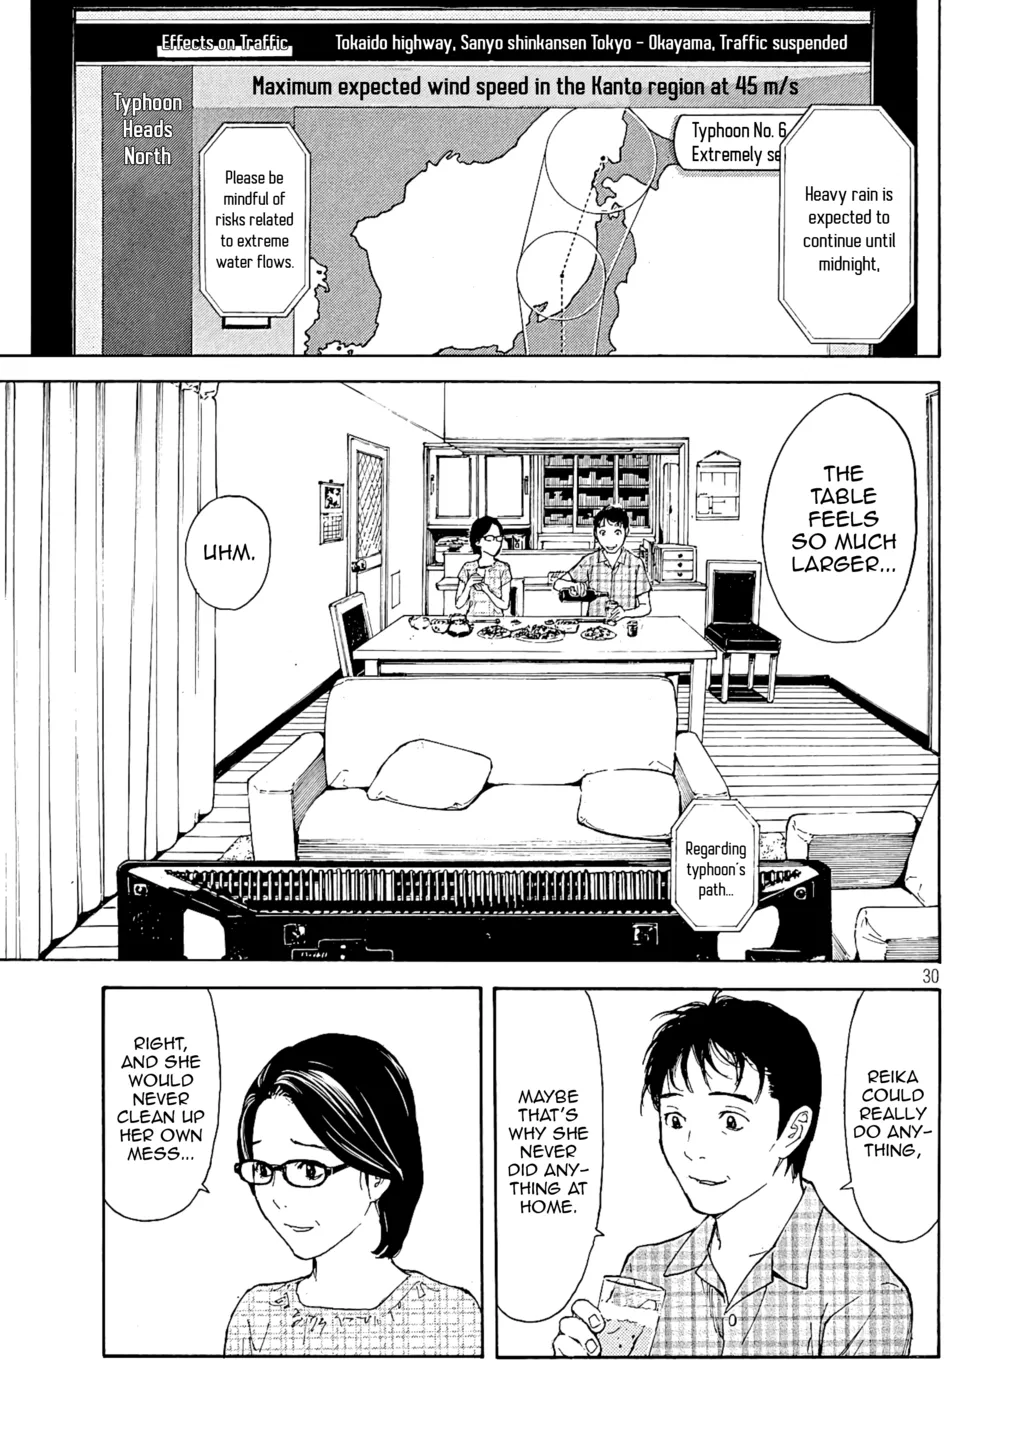 Effects on Traffic
Tokaido highway, Sanyo shinkansen Tokyo - Okayama, Traffic suspended
Maximum expected wind speed in the Kanto region at 45 m/s
Typhoon
Heads
North
Typhoon No. 6
Extremely se
Heavy rain is
expected to
continue until
midnight,
Please be
mindful of
risks related
to extreme
water flows.
THE
TABLE
FEELS
SO MUCH
LARGER...
UHM.
Regarding
typhoon's
path...
30
REIKA
COULD
REALLY
DO ANY-
THING,
MAYBE
THAT'S
WHY SHE
NEVER
DID ANY-
THING AT
HOME.
RIGHT,
AND SHE
WOULD
NEVER
CLEAN UP
HER OWN
MESS...